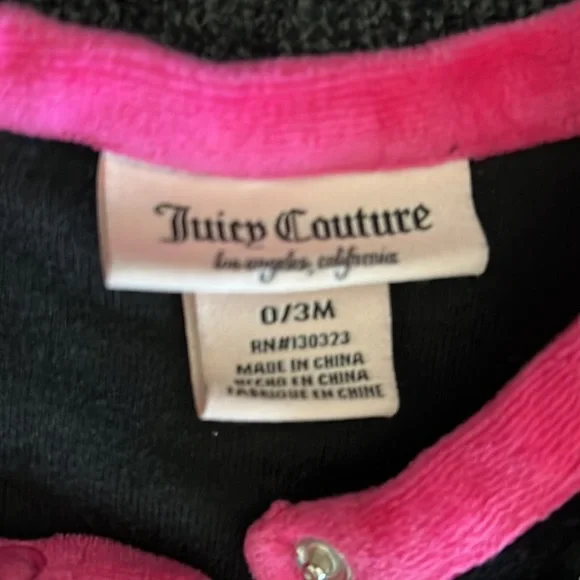 Juicy Couture
los angeles, california
0/3M
RN#130323
MADE IN CHINA
HECHO EN CHINA
FABRIQUE EN CHINE